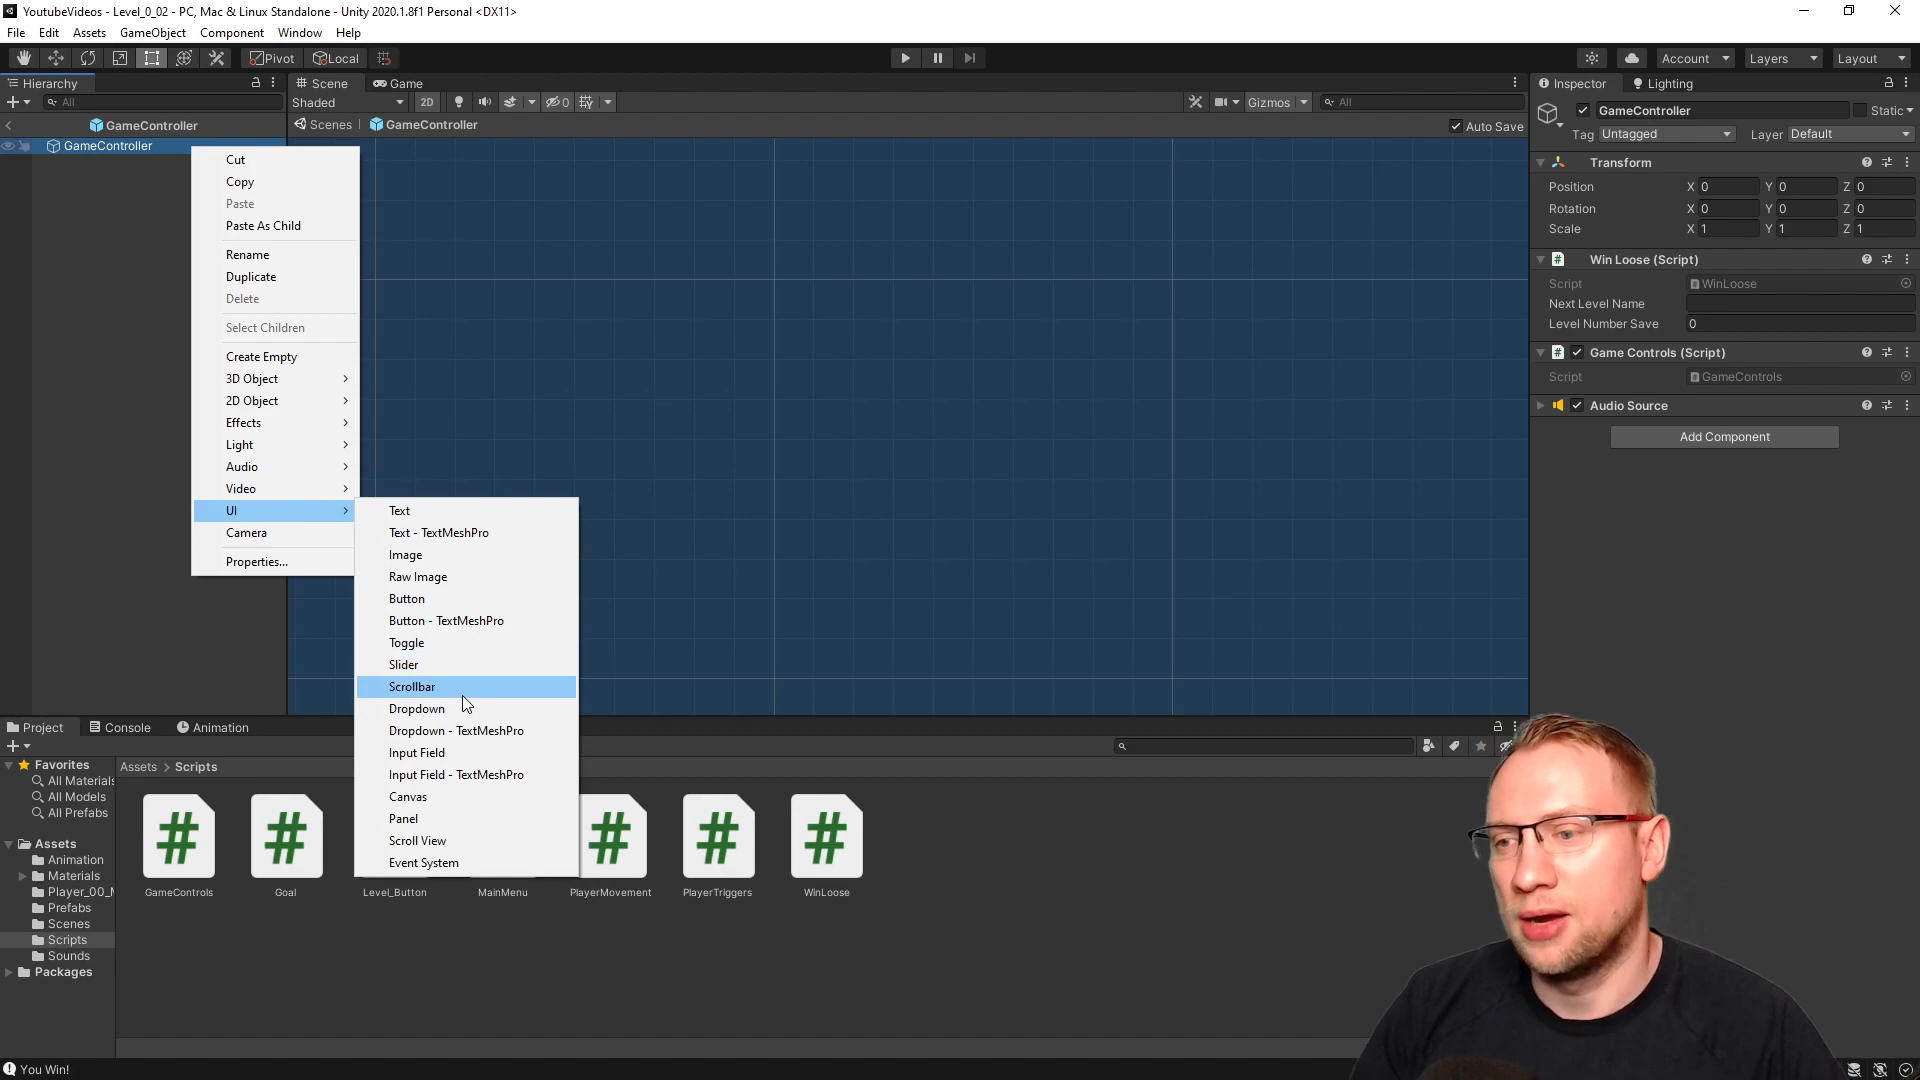 YoutubeVideos - Level_0_02 - PC, Mac & Linux Standalone - Unity 2020.1.8f1 Personal <DX11>
File Edit Assets GameObject Component Window Help
Pivot Local Account Layers Layout
Hierarchy Scene Game Inspector Lighting
All Shaded 2D 0 Gizmos All
GameController Static
GameController Scenes GameController Auto Save
Tag Untagged Layer Default
GameController
Cut
Copy
Paste
Paste As Child
Rename
Duplicate
Delete
Select Children
Create Empty
3D Object
2D Object
Effects
Light
Audio
Video
UI
Camera
Properties...
Text
Text - TextMeshPro
Image
Raw Image
Button
Button - TextMeshPro
Toggle
Slider
Scrollbar
Dropdown
Dropdown - TextMeshPro
Input Field
Input Field - TextMeshPro
Canvas
Panel
Scroll View
Event System
Transform
Position X 0 Y 0 Z 0
Rotation X 0 Y 0 Z 0
Scale X 1 Y 1 Z 1
# Win Loose (Script)
Script WinLoose
Next Level Name
Level Number Save 0
# Game Controls (Script)
Script GameControls
Audio Source
Add Component
Project Console Animation
Favorites
All Materials
All Models
All Prefabs
Assets
Animation
Materials
Player_00_
Prefabs
Scenes
Scripts
Sounds
Packages
Assets > Scripts
# # # # #
GameControls Goal Level_Button MainMenu PlayerMovement PlayerTriggers WinLoose
You Win!